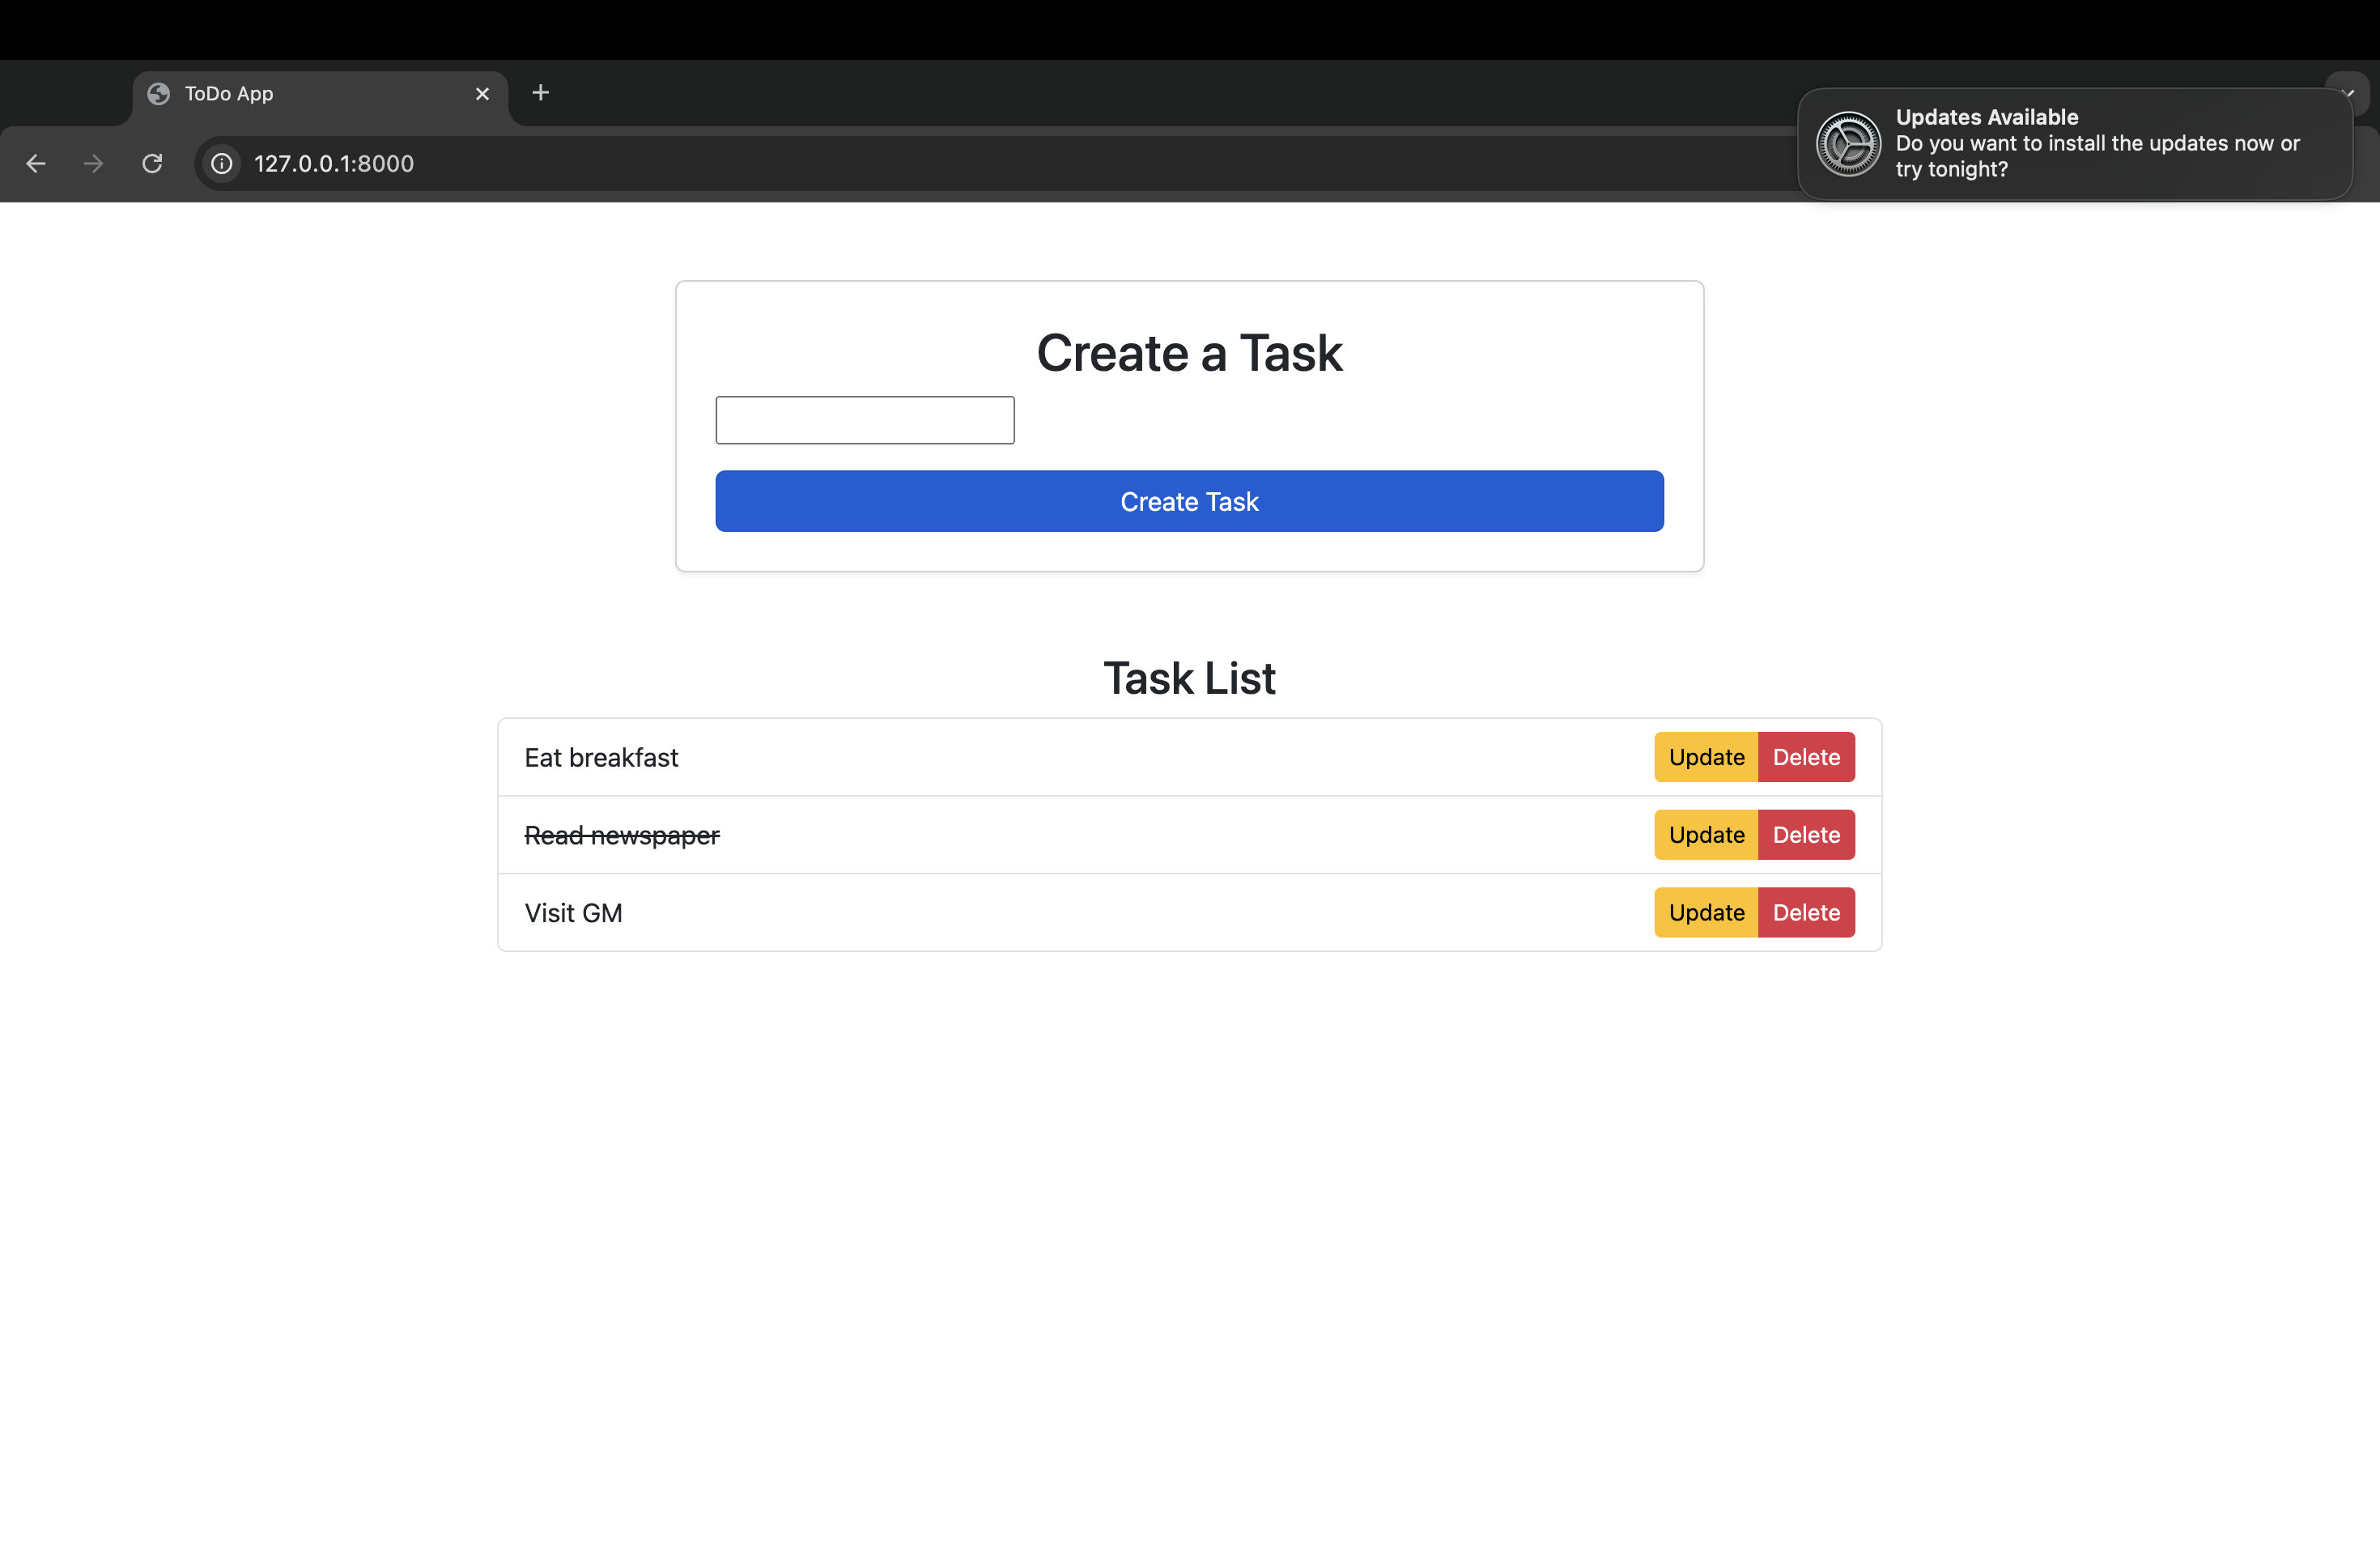 ToDo App
127.0.0.1:8000
Updates Available
Do you want to install the updates now or
try tonight?
Create a Task
Create Task
Task List
Eat breakfast Update Delete
Read newspaper Update Delete
Visit GM Update Delete